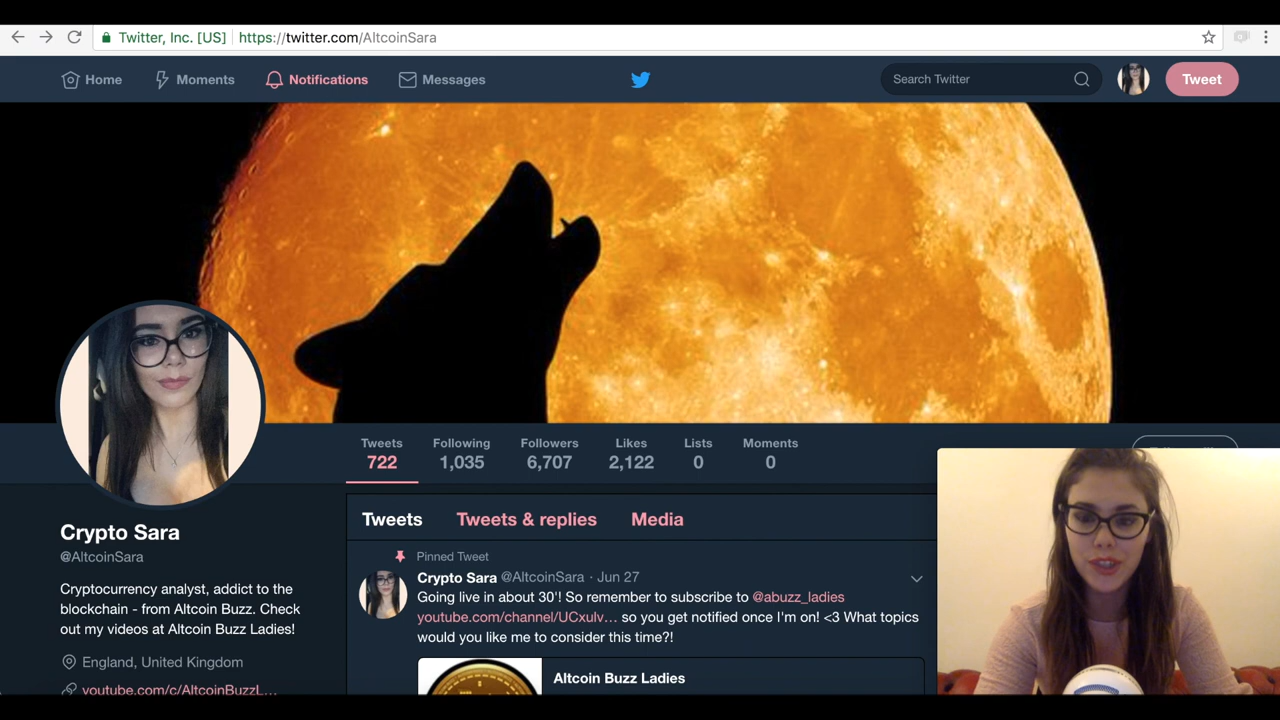 Twitter, Inc. [US] https://twitter.com/AltcoinSara
Home Moments Notifications Messages Search Twitter Tweet
Tweets Following Followers Likes Lists Moments
722 1,035 6,707 2,122 0 0
Crypto Sara
@AltcoinSara
Cryptocurrency analyst, addict to the
blockchain - from Altcoin Buzz. Check
out my videos at Altcoin Buzz Ladies!
England, United Kingdom
youtube.com/c/AltcoinBuzzL...
Tweets Tweets & replies Media
Pinned Tweet
Crypto Sara @AltcoinSara · Jun 27
Going live in about 30'! So remember to subscribe to @abuzz_ladies
youtube.com/channel/UCxulv... so you get notified once I'm on! <3 What topics
would you like me to consider this time?!
Altcoin Buzz Ladies